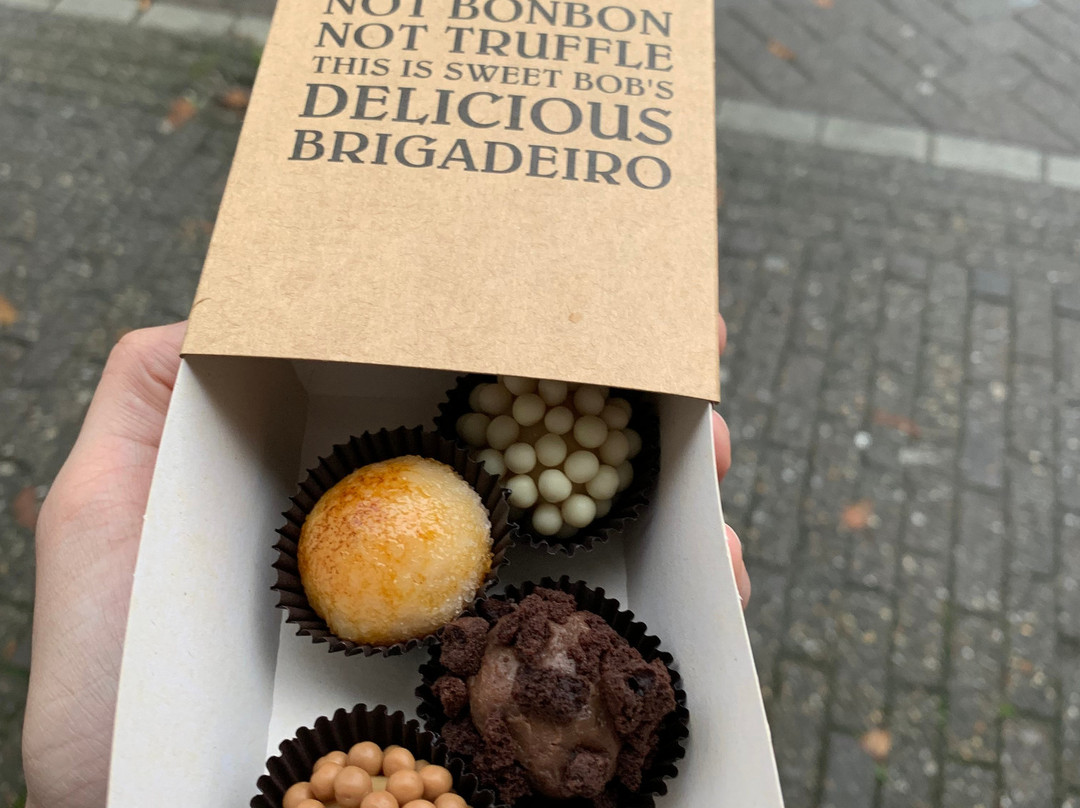 NOT BONBON
NOT TRUFFLE
THIS IS SWEET BOB'S
DELICIOUS
BRIGADEIRO